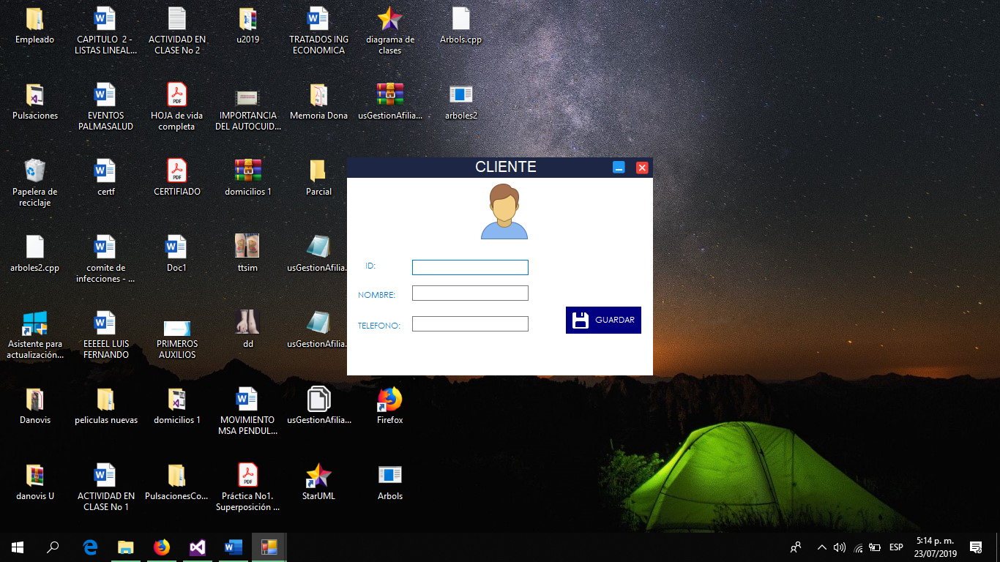 Empleado
CAPITULO 2 -
LISTAS LINEAL...
ACTIVIDAD EN
CLASE No 2
u2019
TRATADOS ING
ECONOMICA
diagrama de
clases
Arbols.cpp
Pulsaciones
EVENTOS
PALMASALUD
HOJA de vida
completa
IMPORTANCIA
DEL AUTOCUID...
Memoria Dona
usGestionAfilia...
arboles2
Papelera de
reciclaje
certf
CERTIFIADO
domicilios 1
Parcial
arboles2.cpp
comite de
infecciones - ...
Doc1
ttsim
usGestionAfilia.
Asistente para
actualización...
EEEEEL LUIS
FERNANDO
PRIMEROS
AUXILIOS
dd
usGestionAfilia.
Danovis
peliculas nuevas
domicilios 1
MOVIMIENTO
MSA PENDUL...
usGestionAfilia...
Firefox
danovis U
ACTIVIDAD EN
CLASE No 1
PulsacionesCo...
Práctica No1.
Superposición ...
StarUML
Arbols
CLIENTE
ID:
NOMBRE:
TELEFONO:
GUARDAR
ESP
5:14 p. m.
23/07/2019